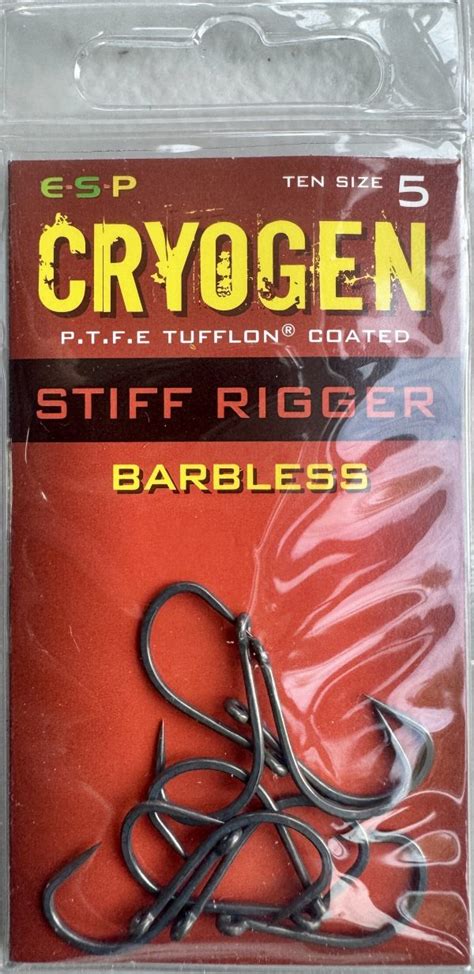 E-S-P TEN SIZE 5
CRYOGEN
P.T.F.E TUFFLON® COATED
STIFF RIGGER
BARBLESS